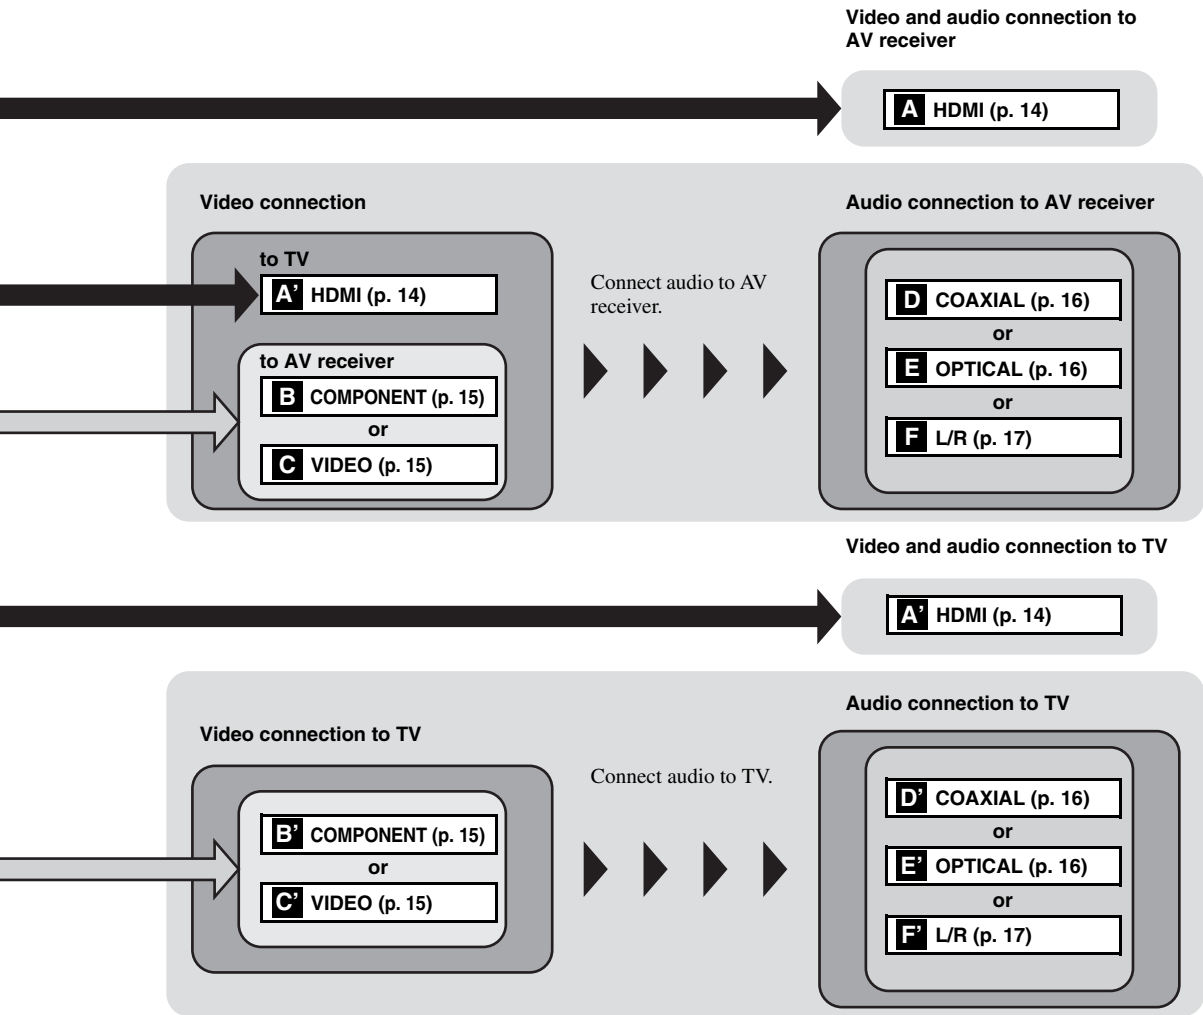 Video and audio connection to
AV receiver
A HDMI (p. 14)
Video connection
Audio connection to AV receiver
to TV
A’ HDMI (p. 14)
Connect audio to AV
receiver.
to AV receiver
B COMPONENT (p. 15)
or
C VIDEO (p. 15)
D COAXIAL (p. 16)
or
E OPTICAL (p. 16)
or
F L/R (p. 17)
Video and audio connection to TV
A’ HDMI (p. 14)
Video connection to TV
Audio connection to TV
Connect audio to TV.
B’ COMPONENT (p. 15)
or
C’ VIDEO (p. 15)
D’ COAXIAL (p. 16)
or
E’ OPTICAL (p. 16)
or
F’ L/R (p. 17)